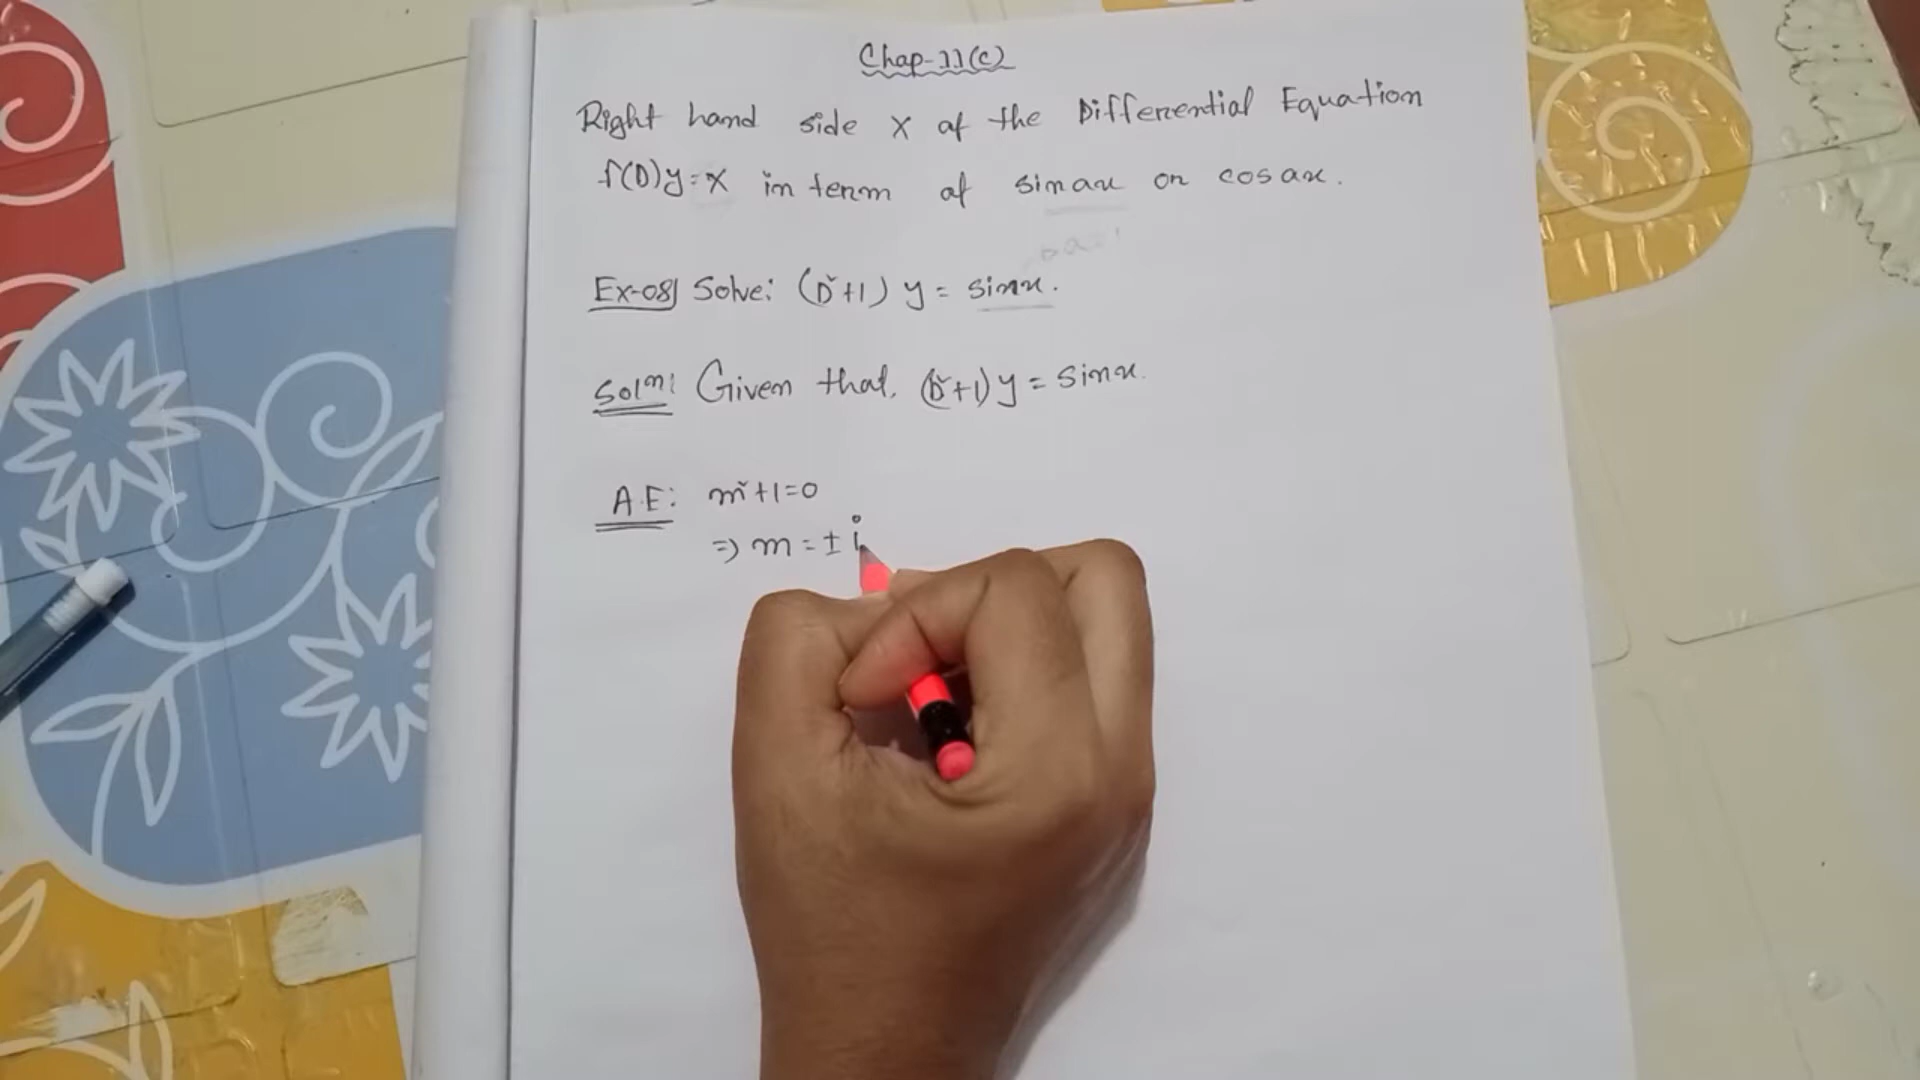 Chap-11(c)
Right hand side X of the Differential Equation
f(D)y=X in term of sinax or cosax.
a=1
Ex-08) Solve: (D²+1) y = sinx.
Solⁿ: Given that, (D²+1)y = sinx.
A.E: m²+1=0
=> m = ± i